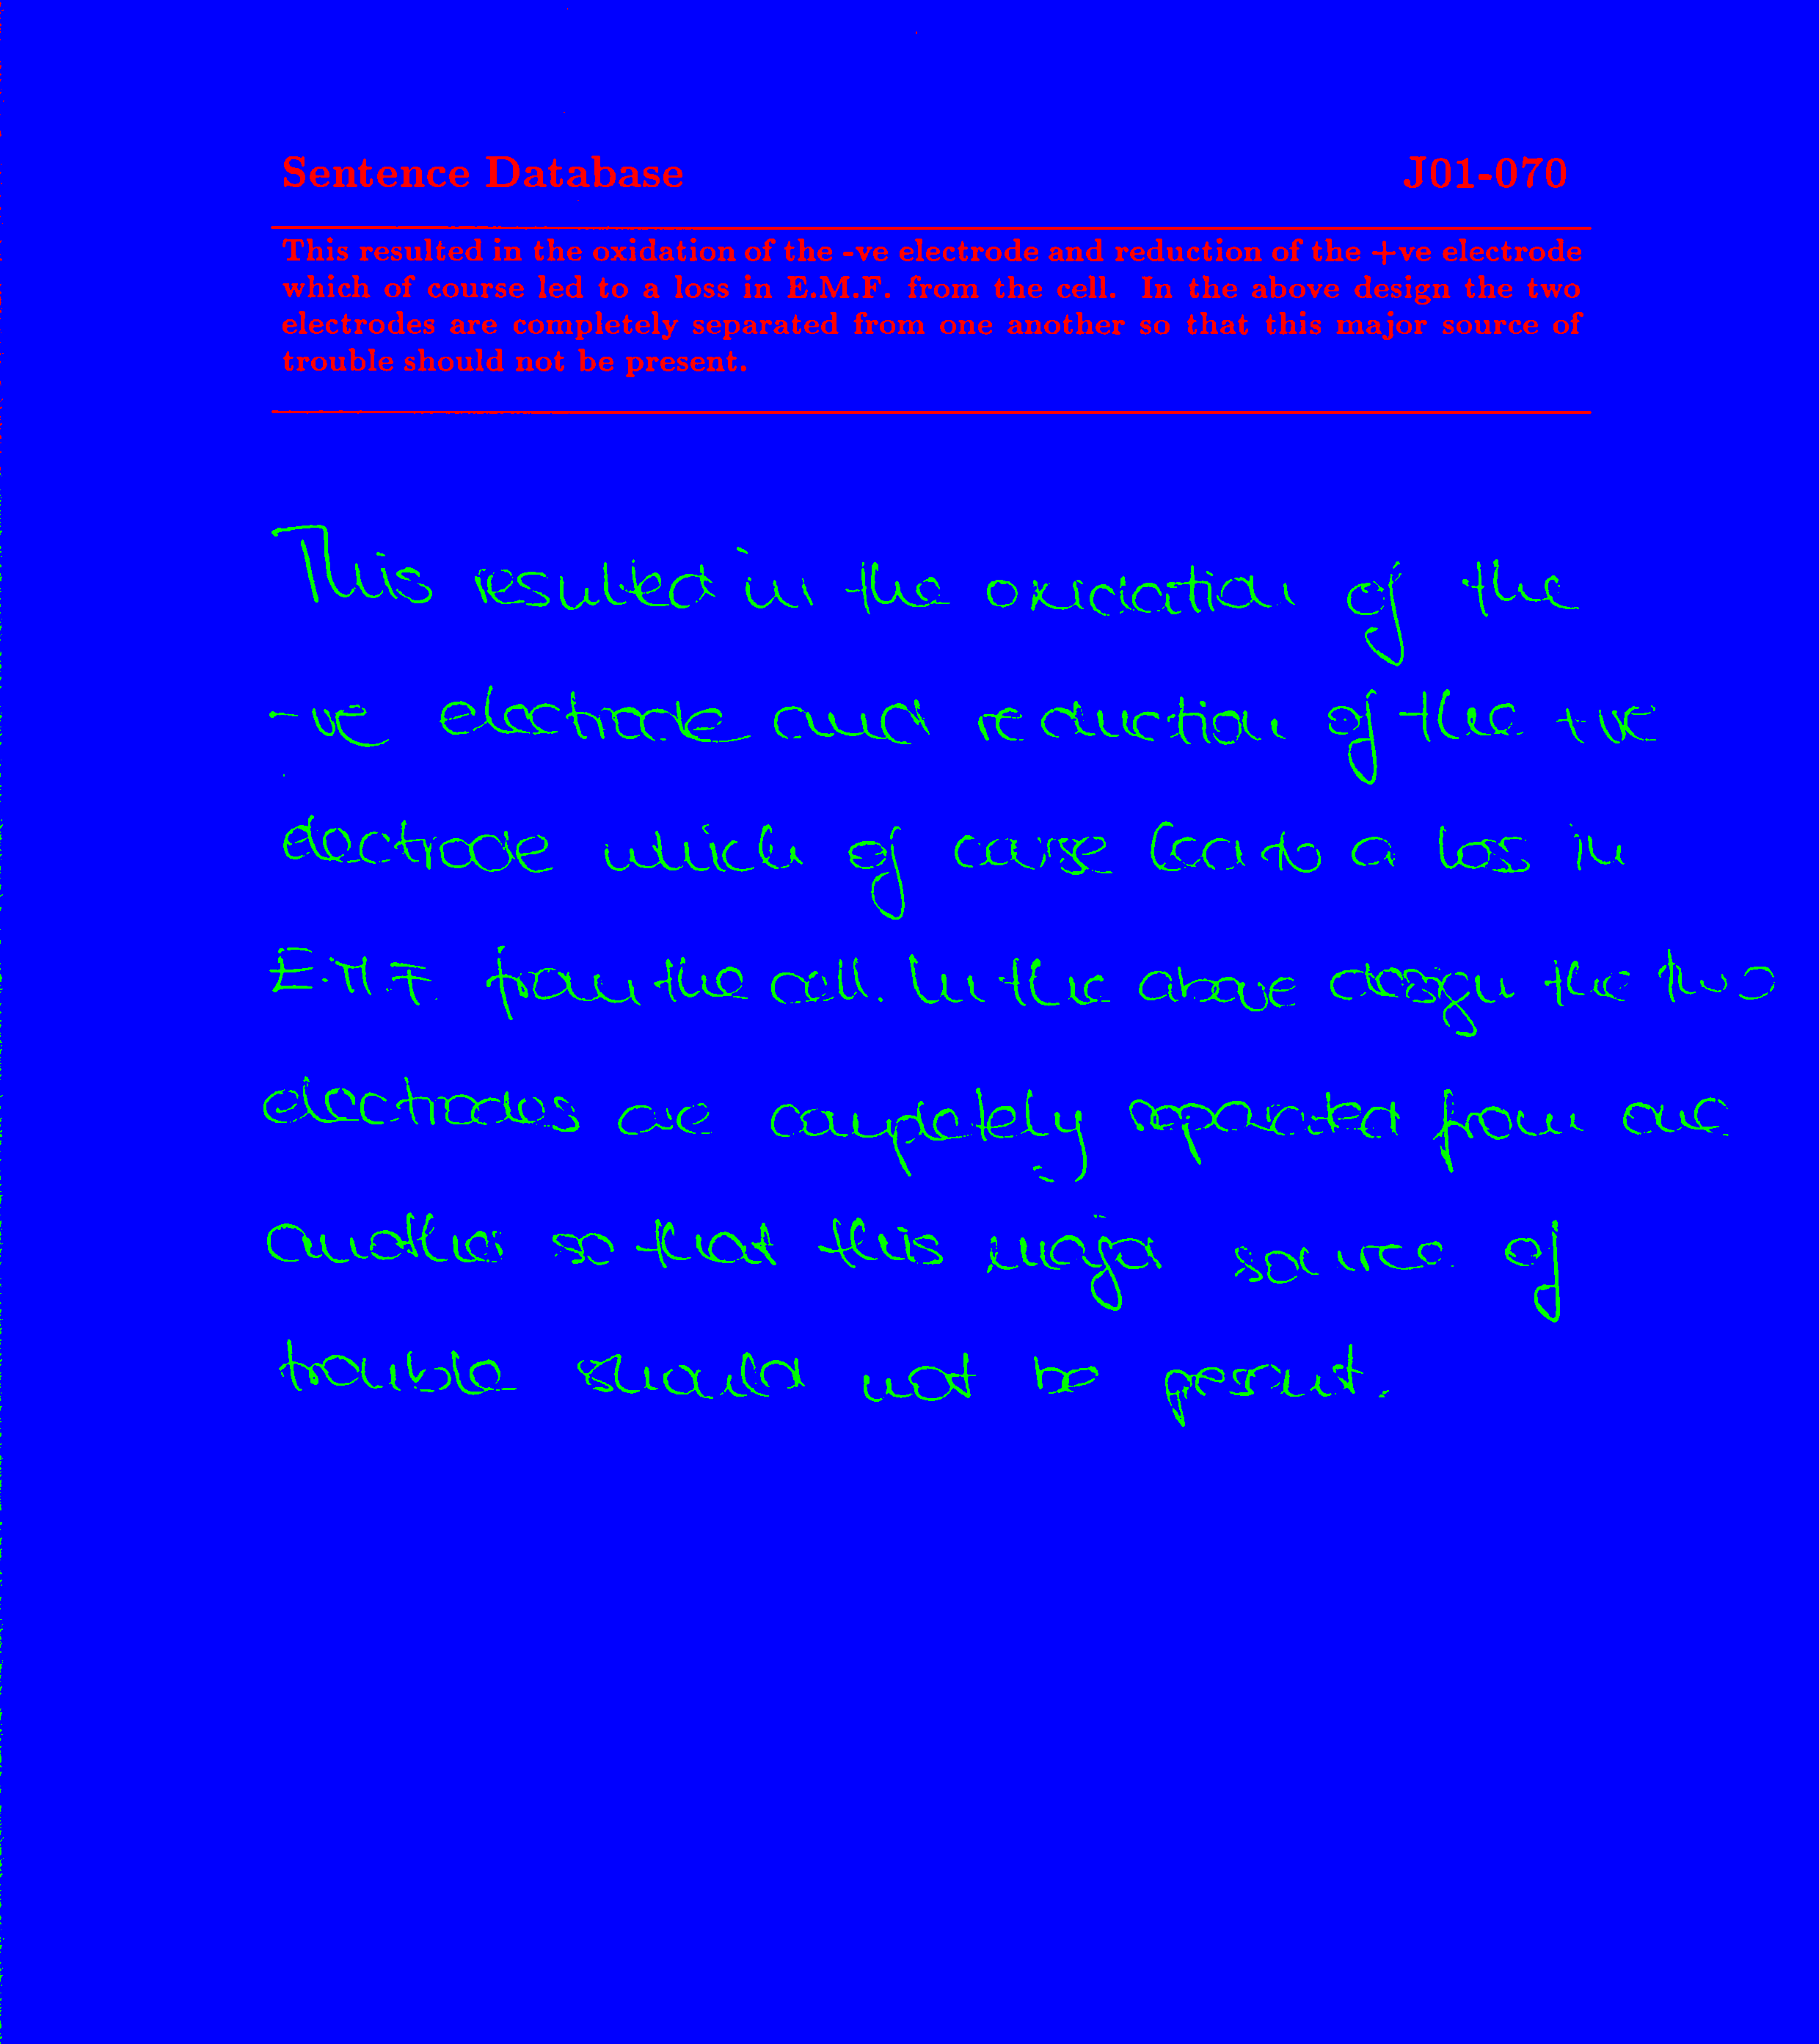 Sentence Database J01-070
This resulted in the oxidation of the -ve electrode and reduction of the +ve electrode
which of course led to a loss in E.M.F. from the cell. In the above design the two
electrodes are completely separated from one another so that this major source of
trouble should not be present.
This resulted in the oxidation of the
-ve electrode and reduction of the +ve
electrode which of course lead to a loss in
E.M.F. from the cell. In the above design the two
electrodes are completely seperated from one
another so that this major source of
trouble should not be present.